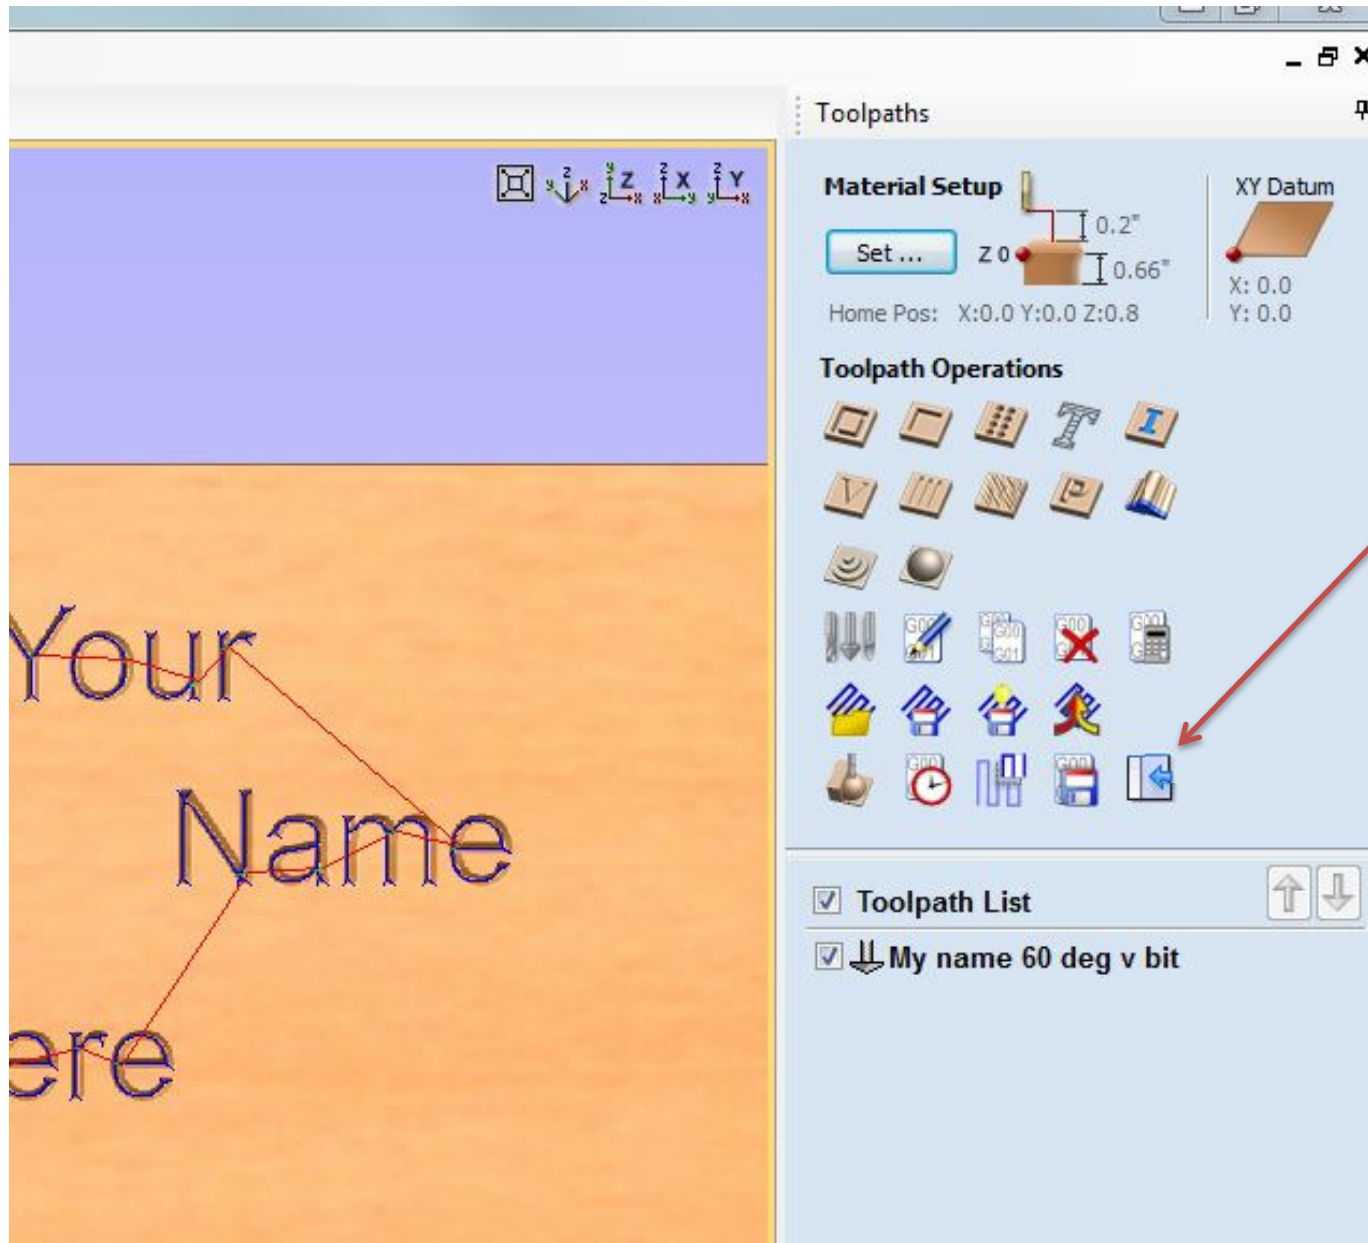 Toolpaths
Material Setup
XY Datum
0.2"
Set ...
Z 0
0.66"
X: 0.0
Home Pos: X:0.0 Y:0.0 Z:0.8
Y: 0.0
Toolpath Operations
Your
Name
ere
Toolpath List
My name 60 deg v bit